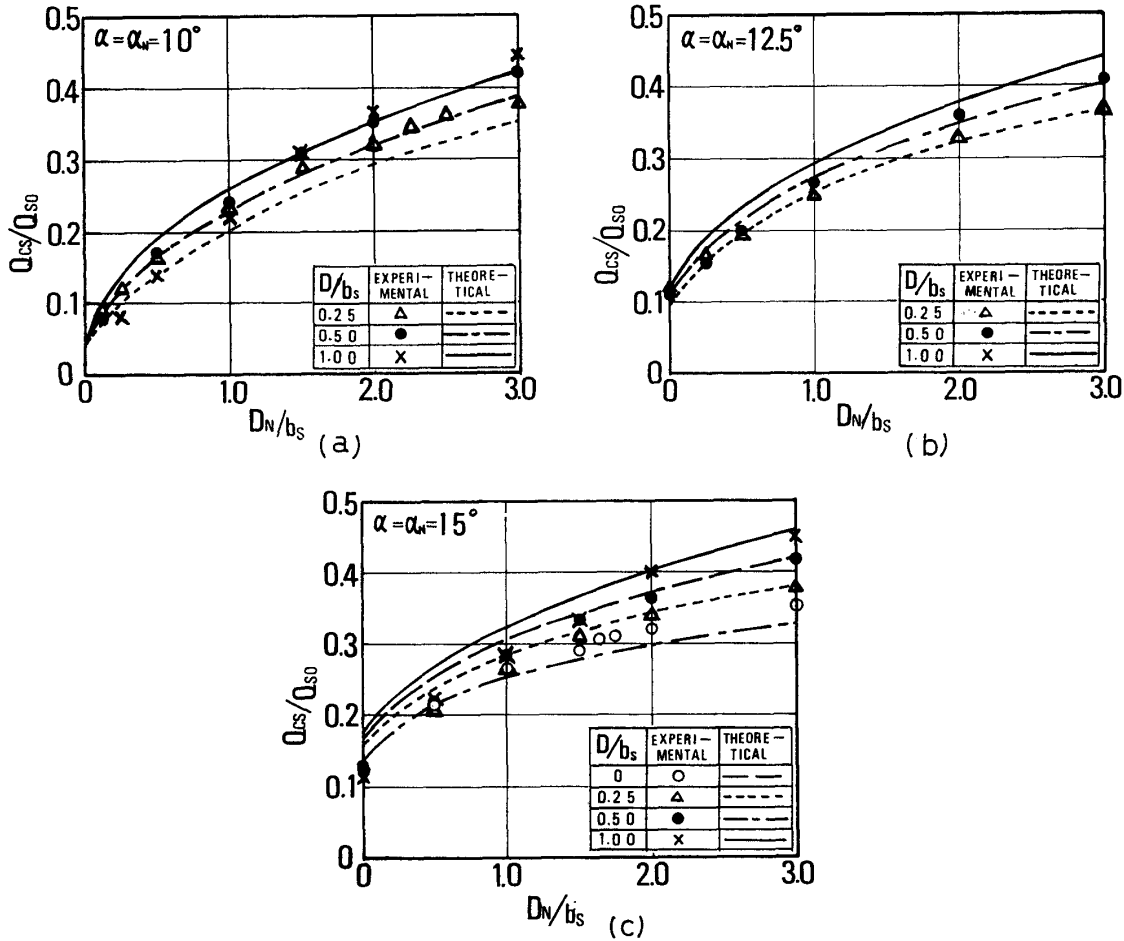 α=αN=10°
0.5
0.4
0.3
0.2
0.1
0
QCS/QSO
0 1.0 2.0 3.0
DN/bS
(a)
D/bS EXPERI-MENTAL THEORE-TICAL
0.25
0.50
1.00
α=αN=12.5°
0.5
0.4
0.3
0.2
0.1
0
QCS/QSO
0 1.0 2.0 3.0
DN/bS
(b)
D/bS EXPERI-MENTAL THEORE-TICAL
0.25
0.50
1.00
α=αN=15°
0.5
0.4
0.3
0.2
0.1
0
QCS/QSO
0 1.0 2.0 3.0
DN/bS
(c)
D/bS EXPERI-MENTAL THEORE-TICAL
0
0.25
0.50
1.00